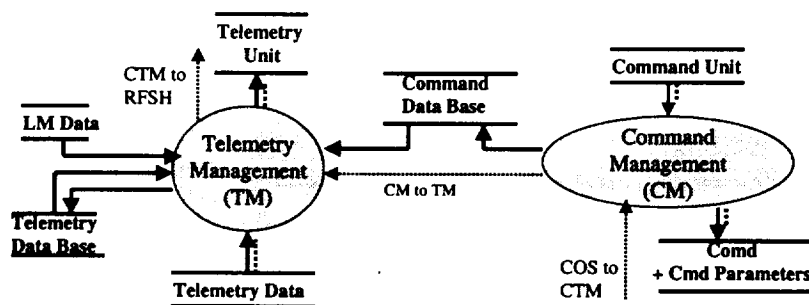 Telemetry
Unit
CTM to
RFSH
Command
Data Base
Command Unit
LM Data
Telemetry
Management
(TM)
Command
Management
(CM)
CM to TM
Telemetry
Data Base
Telemetry Data
COS to
CTM
Comd
+ Cmd Parameters